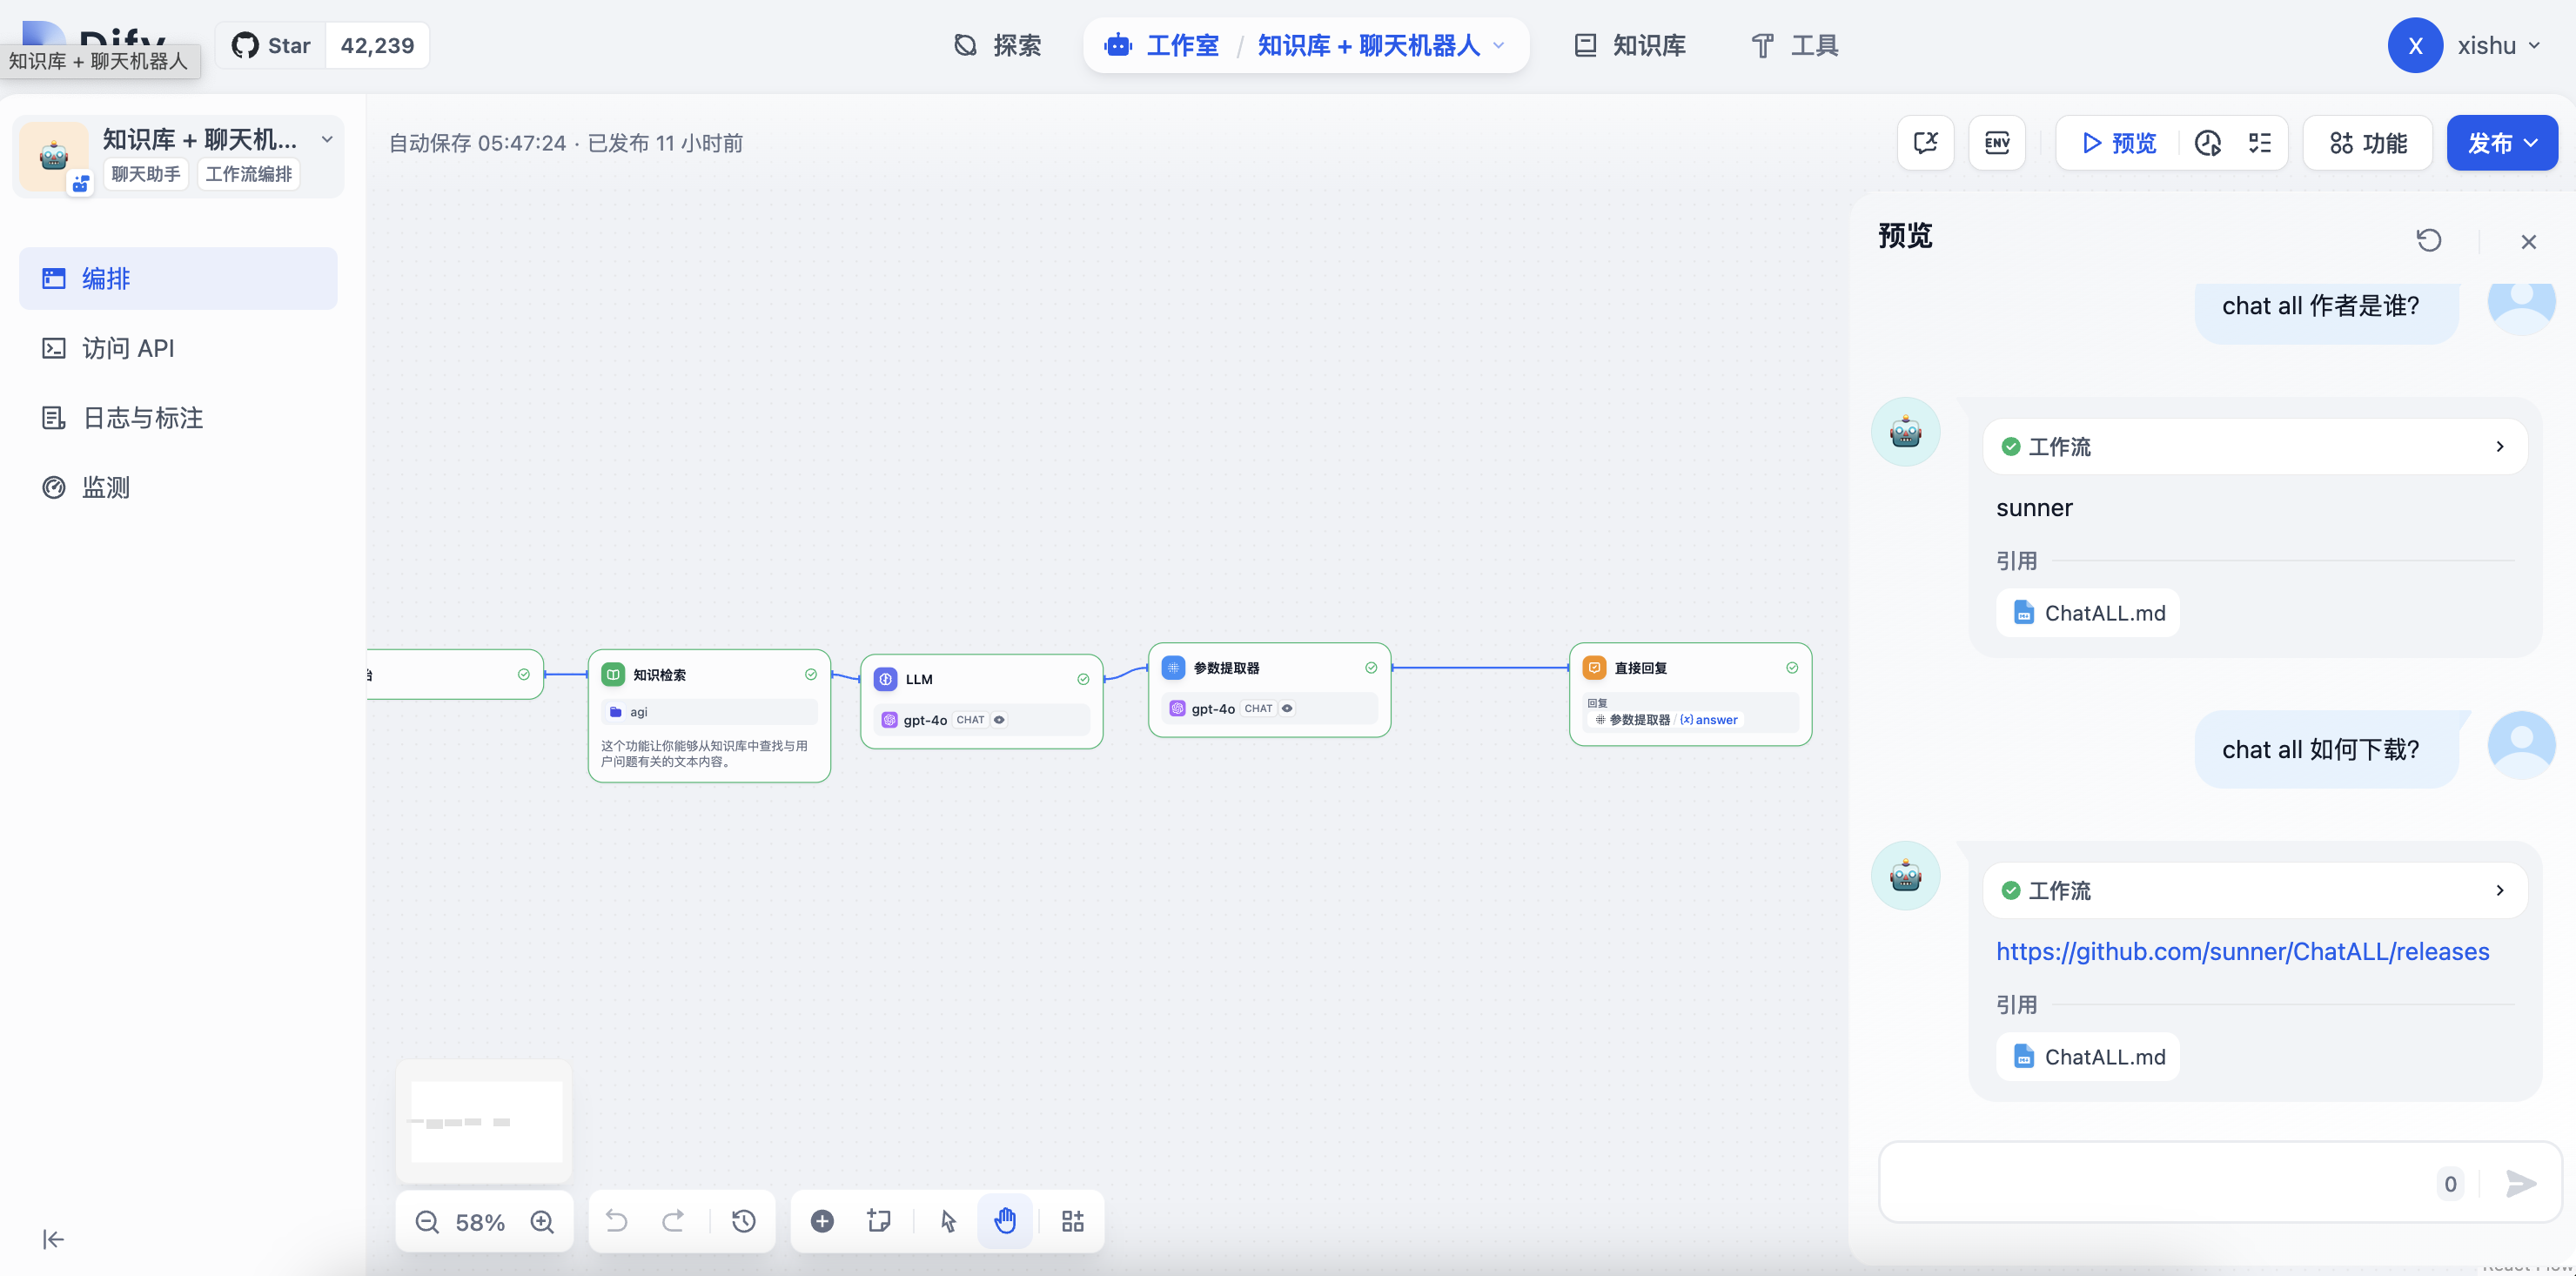 Dify
知识库 + 聊天机器人
Star 42,239
探索
工作室 / 知识库 + 聊天机器人
知识库
工具
X xishu
知识库 + 聊天机...
聊天助手 工作流编排
编排
访问 API
日志与标注
监测
自动保存 05:47:24 · 已发布 11 小时前
ENV
预览
功能
发布
知识检索
agi
这个功能让你能够从知识库中查找与用
户问题有关的文本内容。
LLM
gpt-4o CHAT
参数提取器
gpt-4o CHAT
直接回复
回复
参数提取器 / (x) answer
58%
预览
chat all 作者是谁?
工作流
sunner
引用
ChatALL.md
chat all 如何下载?
工作流
https://github.com/sunner/ChatALL/releases
引用
ChatALL.md
0
React Flow